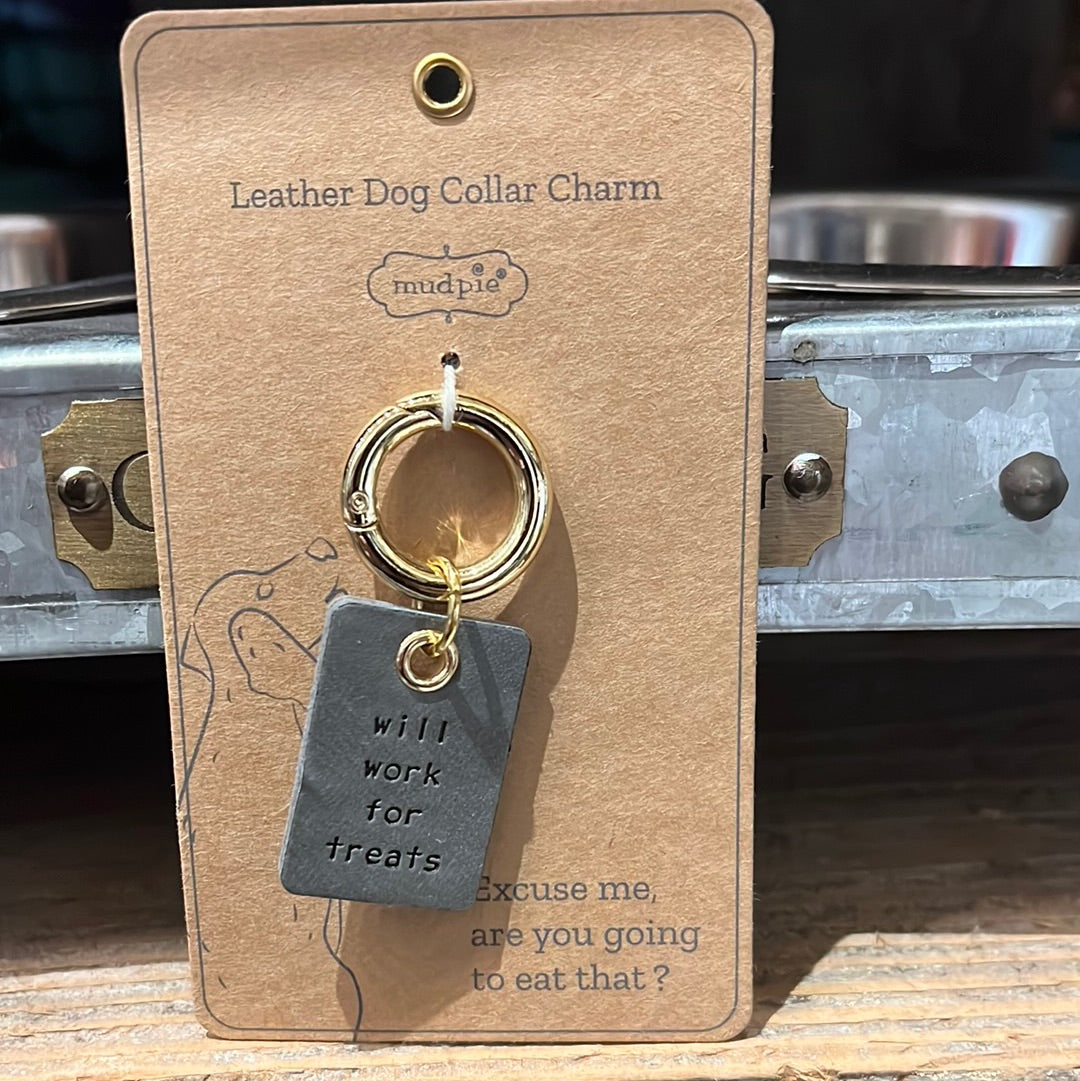 Leather Dog Collar Charm
mudpie
will
work
for
treats
Excuse me,
are you going
to eat that ?